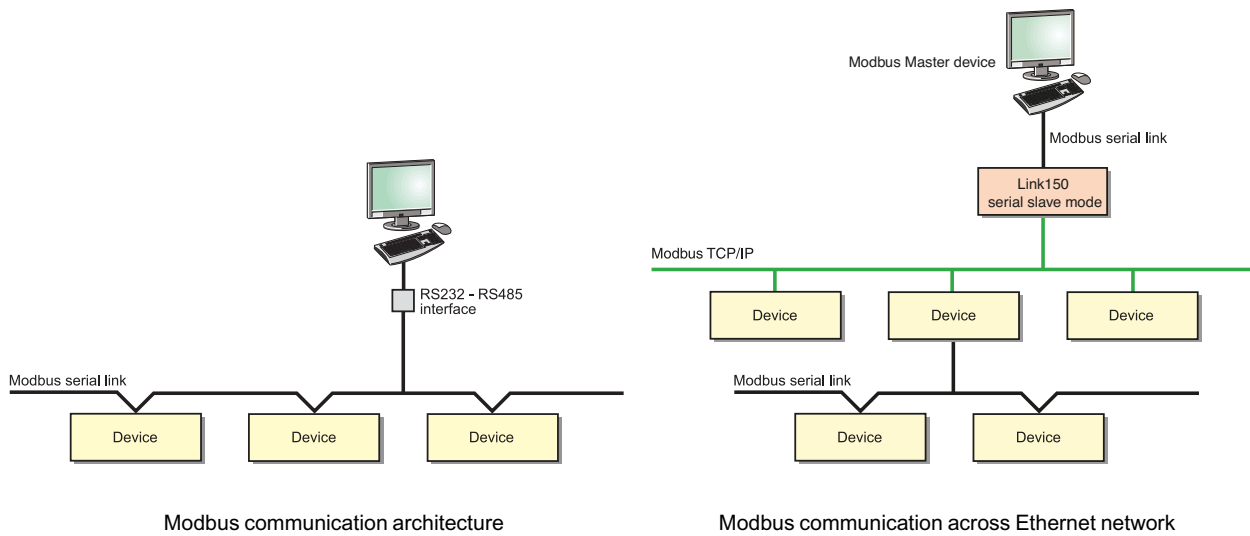 RS232 - RS485
interface
Modbus serial link
Device
Device
Device
Modbus communication architecture
Modbus Master device
Modbus serial link
Link150
serial slave mode
Modbus TCP/IP
Device
Device
Device
Modbus serial link
Device
Device
Modbus communication across Ethernet network